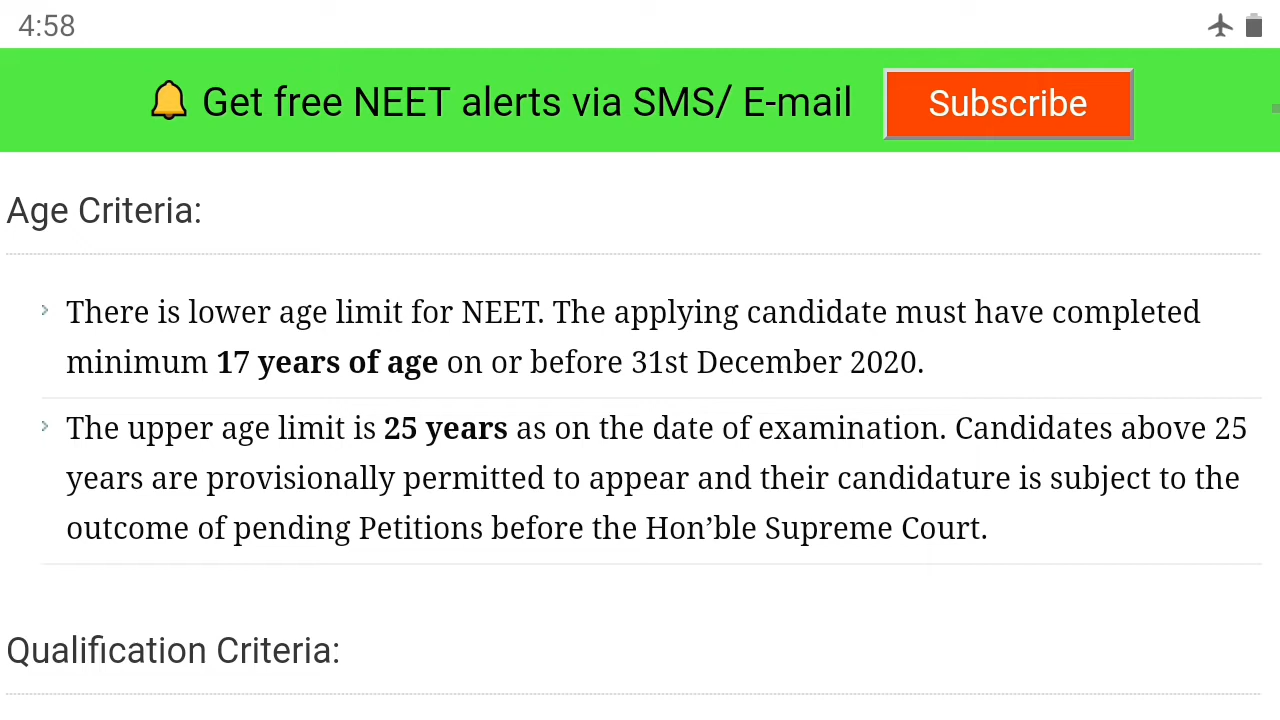 4:58
🔔 Get free NEET alerts via SMS/ E-mail Subscribe
Age Criteria:
There is lower age limit for NEET. The applying candidate must have completed
minimum 17 years of age on or before 31st December 2020.
The upper age limit is 25 years as on the date of examination. Candidates above 25
years are provisionally permitted to appear and their candidature is subject to the
outcome of pending Petitions before the Hon’ble Supreme Court.
Qualification Criteria: